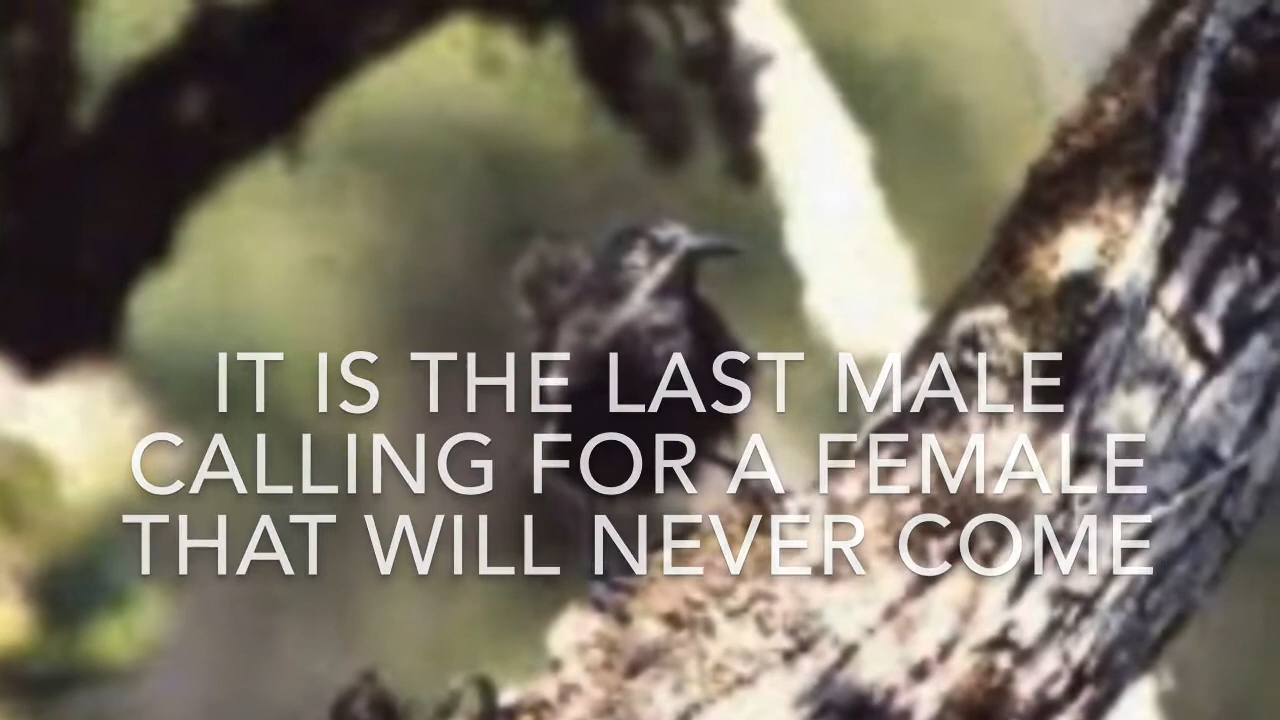 IT IS THE LAST MALE
CALLING FOR A FEMALE
THAT WILL NEVER COME